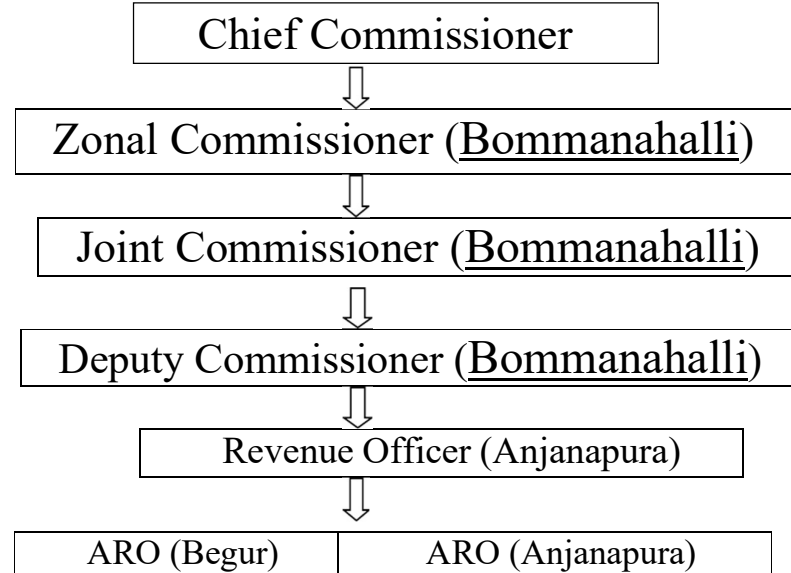 Chief Commissioner
Zonal Commissioner (Bommanahalli)
Joint Commissioner (Bommanahalli)
Deputy Commissioner (Bommanahalli)
Revenue Officer (Anjanapura)
ARO (Begur) ARO (Anjanapura)